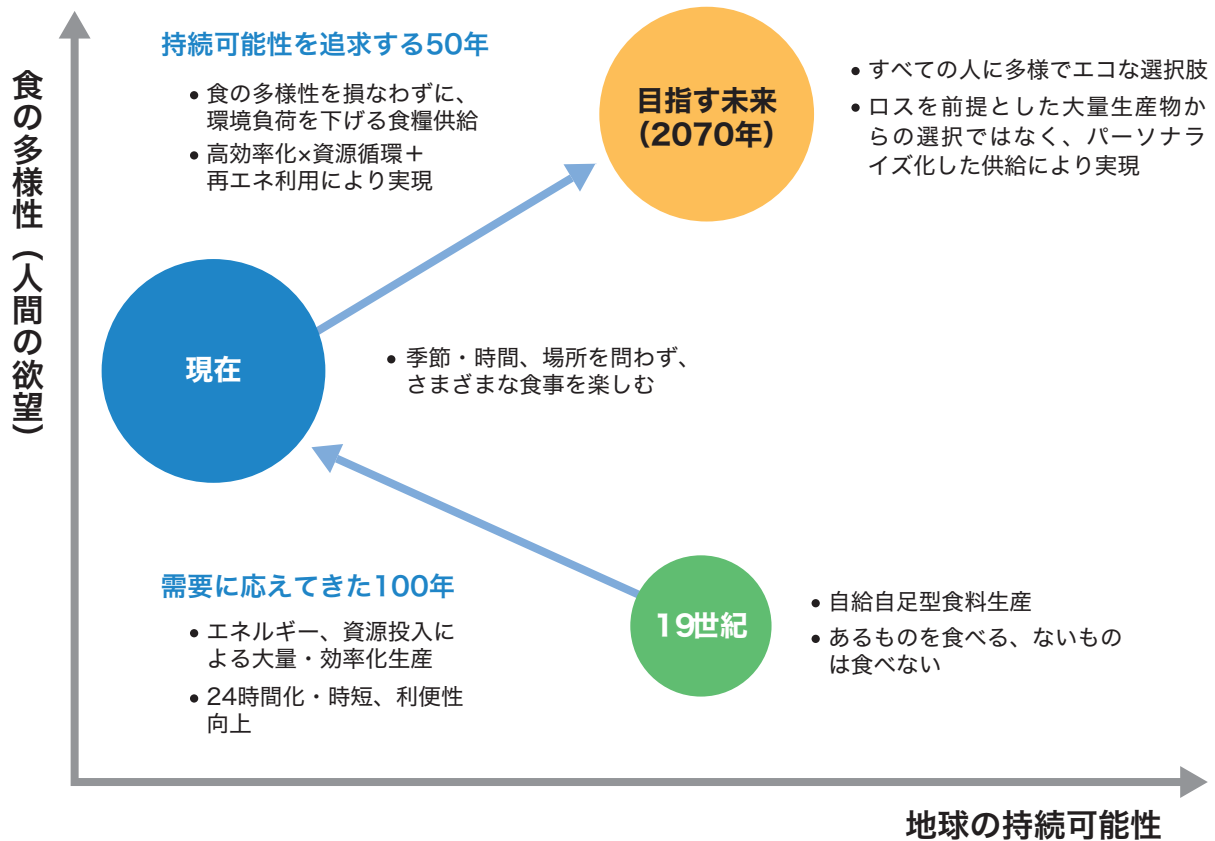 食の多様性（人間の欲望）
持続可能性を追求する50年
• 食の多様性を損なわずに、
環境負荷を下げる食糧供給
• 高効率化×資源循環＋
再エネ利用により実現
目指す未来
（2070年）
• すべての人に多様でエコな選択肢
• ロスを前提とした大量生産物か
らの選択ではなく、パーソナラ
イズ化した供給により実現
現在
• 季節・時間、場所を問わず、
さまざまな食事を楽しむ
需要に応えてきた100年
• エネルギー、資源投入に
よる大量・効率化生産
• 24時間化・時短、利便性
向上
19世紀
• 自給自足型食料生産
• あるものを食べる、ないもの
は食べない
地球の持続可能性